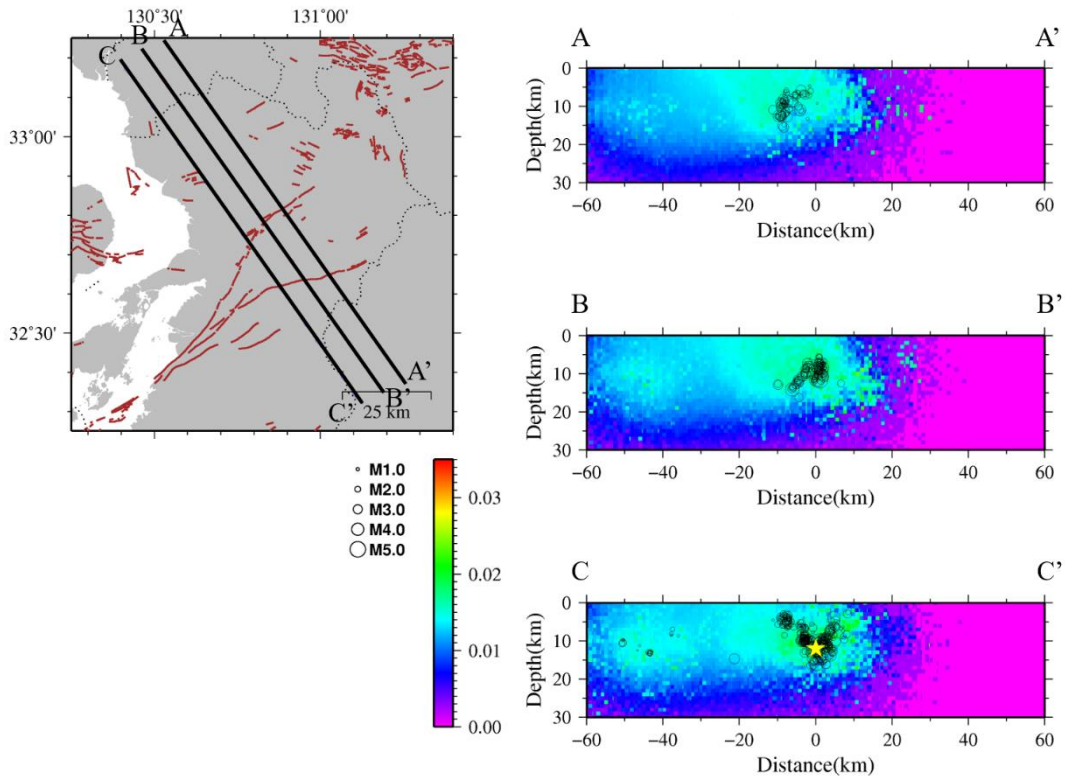 130˚30' 131˚00'
A
B
C
33˚00'
32˚30'
A’
B’
C’
25 km
M1.0
M2.0
M3.0
M4.0
M5.0
0.03
0.02
0.01
0.00
A A’
0
10
20
30
Depth(km)
−60 −40 −20 0 20 40 60
Distance(km)
B B’
0
10
20
30
Depth(km)
−60 −40 −20 0 20 40 60
Distance(km)
C C’
0
10
20
30
Depth(km)
−60 −40 −20 0 20 40 60
Distance(km)